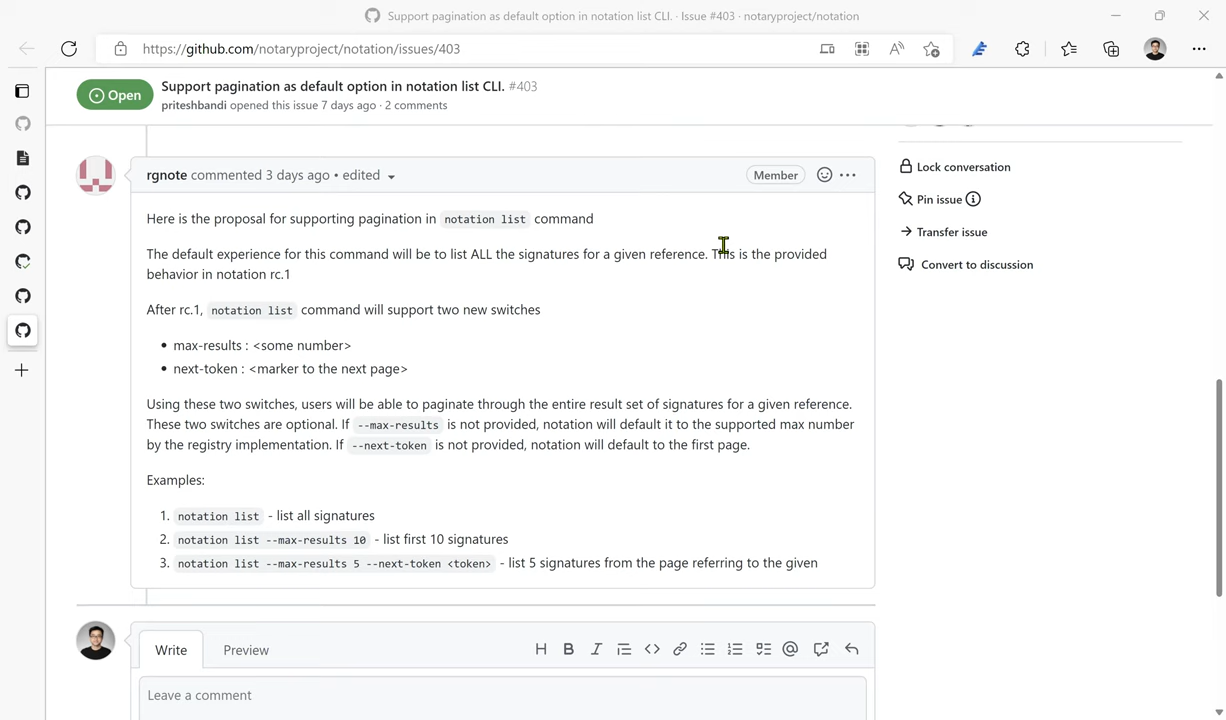 Support pagination as default option in notation list CLI. · Issue #403 · notaryproject/notation
https://github.com/notaryproject/notation/issues/403
Open
Support pagination as default option in notation list CLI. #403
priteshbandi opened this issue 7 days ago · 2 comments
rgnote commented 3 days ago • edited
Member
Here is the proposal for supporting pagination in notation list command
The default experience for this command will be to list ALL the signatures for a given reference. This is the provided
behavior in notation rc.1
After rc.1, notation list command will support two new switches
• max-results : <some number>
• next-token : <marker to the next page>
Using these two switches, users will be able to paginate through the entire result set of signatures for a given reference.
These two switches are optional. If --max-results is not provided, notation will default it to the supported max number
by the registry implementation. If --next-token is not provided, notation will default to the first page.
Examples:
1. notation list - list all signatures
2. notation list --max-results 10 - list first 10 signatures
3. notation list --max-results 5 --next-token <token> - list 5 signatures from the page referring to the given
Lock conversation
Pin issue
Transfer issue
Convert to discussion
Write
Preview
Leave a comment